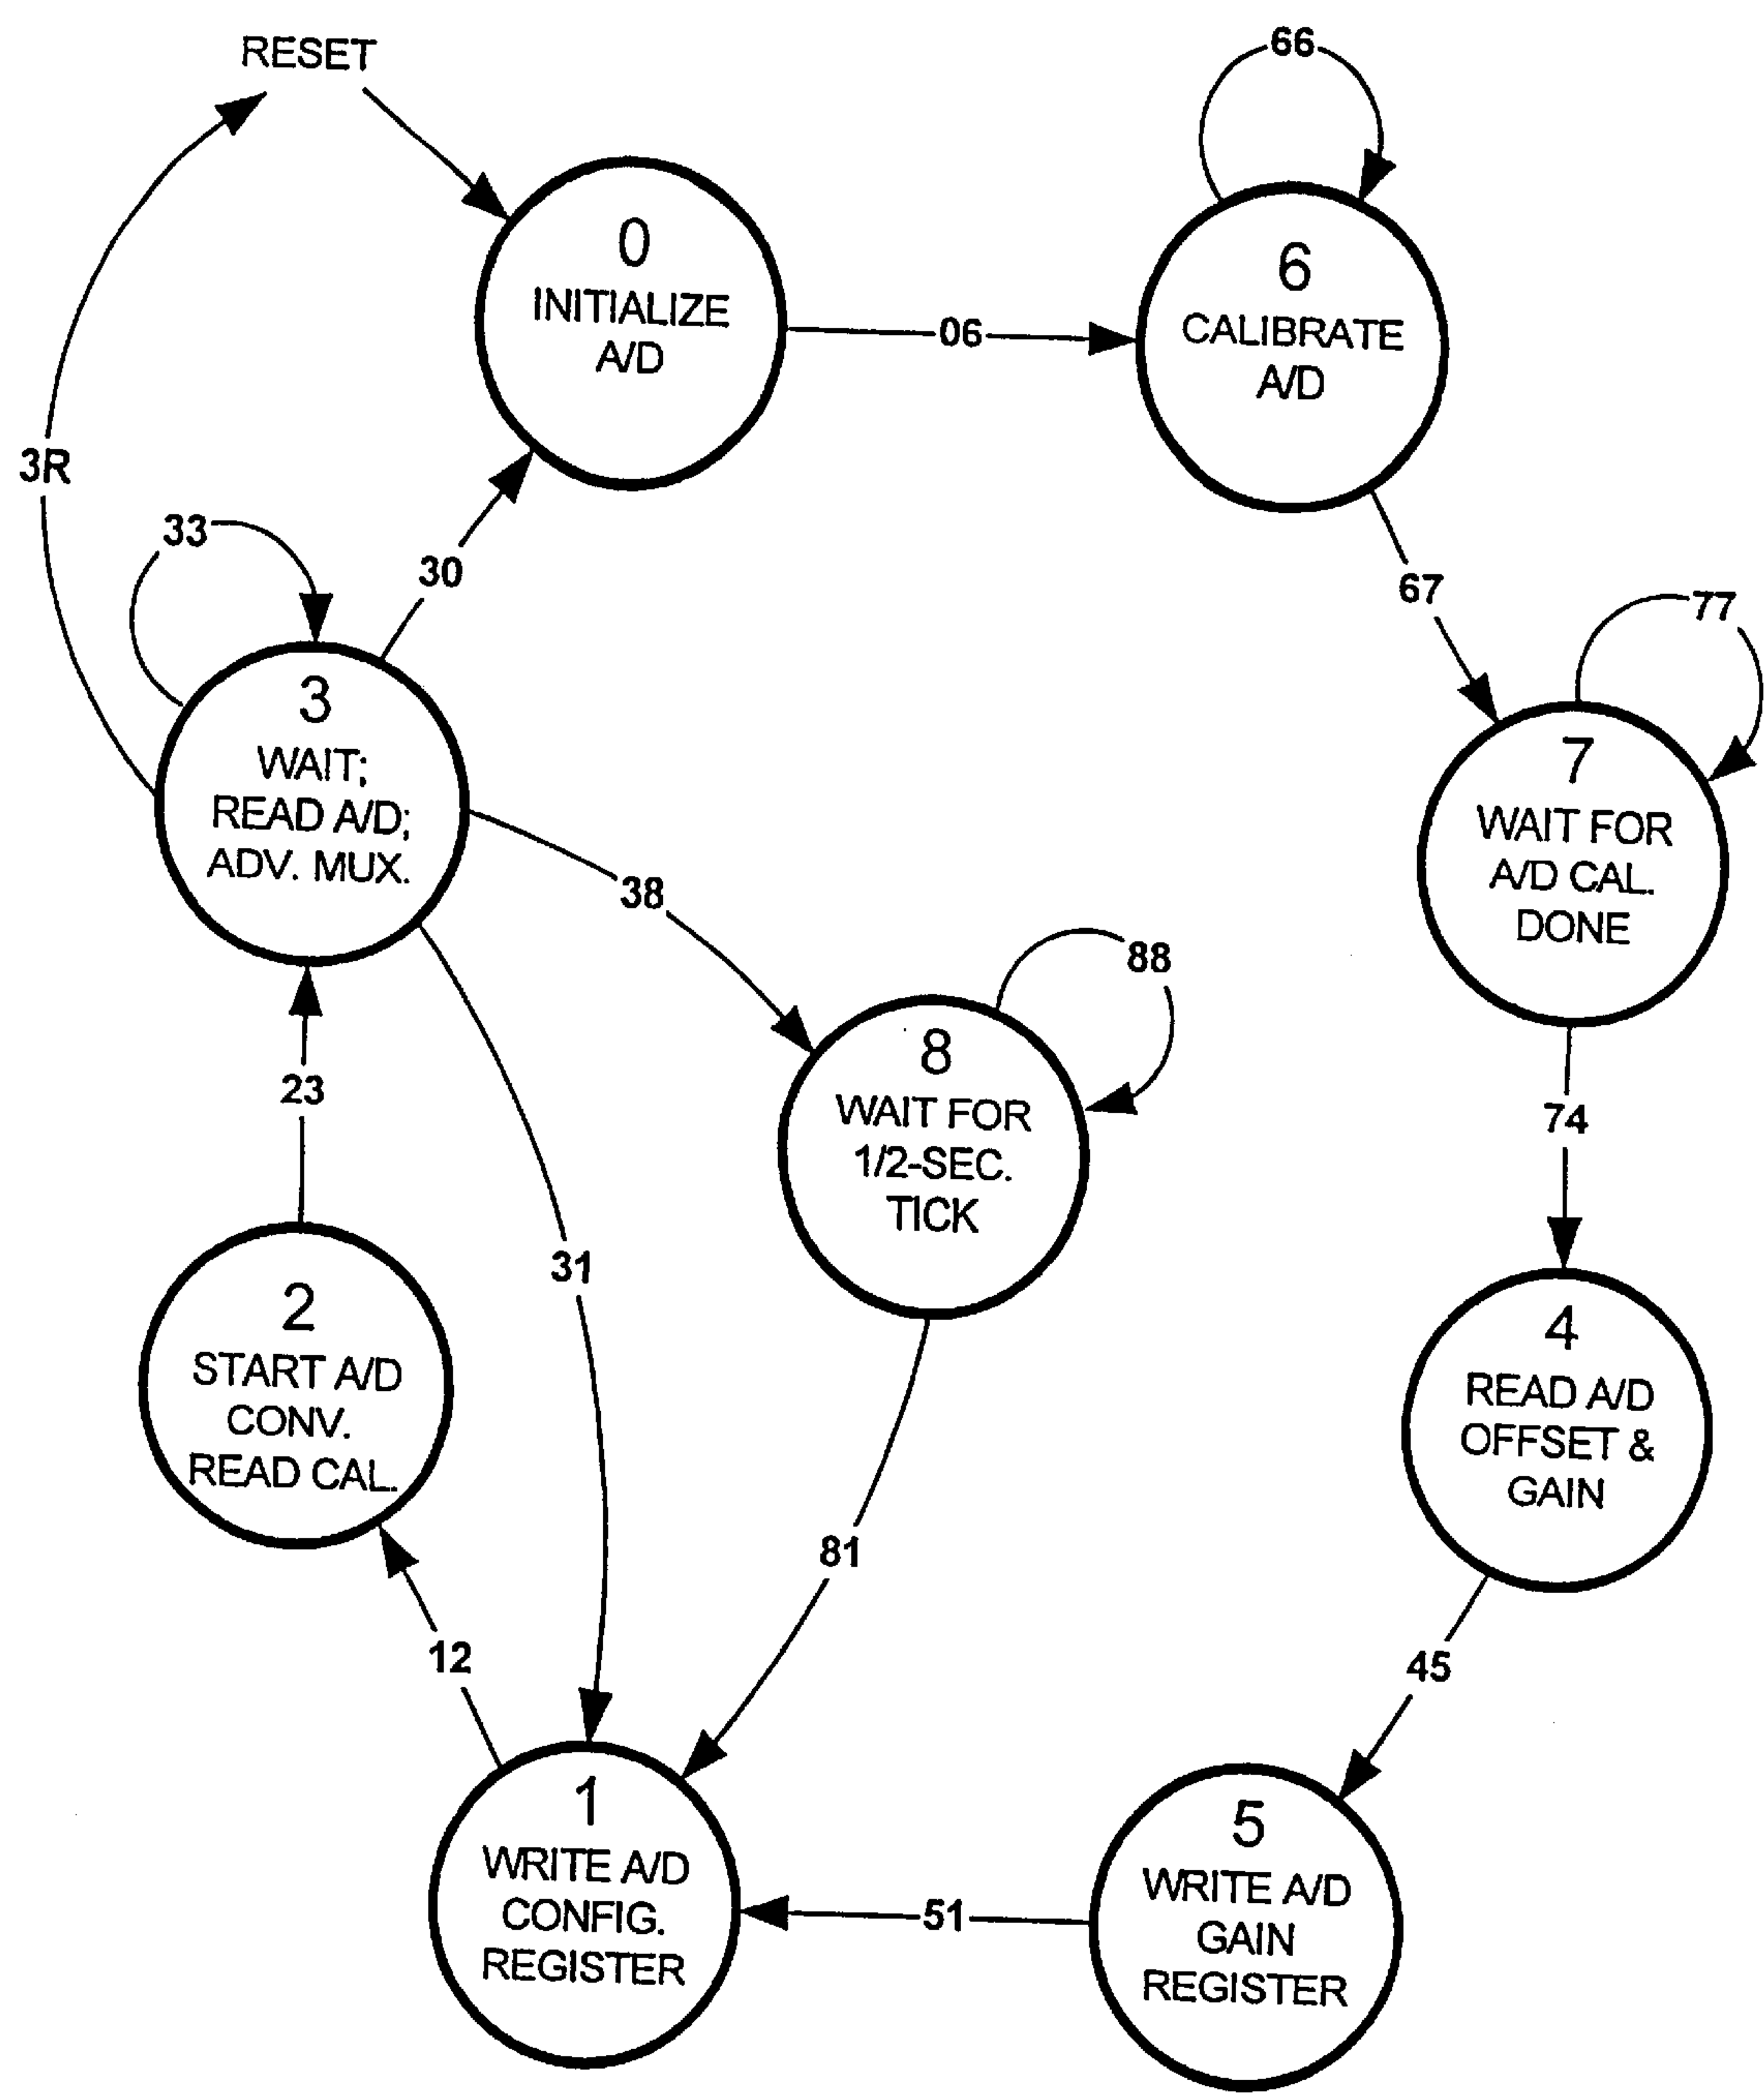 RESET
66
0
INITIALIZE
A/D
06
6
CALIBRATE
A/D
3R
33
30
67
77
3
WAIT;
READ A/D;
ADV. MUX.
7
WAIT FOR
A/D CAL.
DONE
38
88
8
WAIT FOR
1/2-SEC.
TICK
23
74
31
2
START A/D
CONV.
READ CAL.
4
READ A/D
OFFSET &
GAIN
81
12
45
1
WRITE A/D
CONFIG.
REGISTER
51
5
WRITE A/D
GAIN
REGISTER